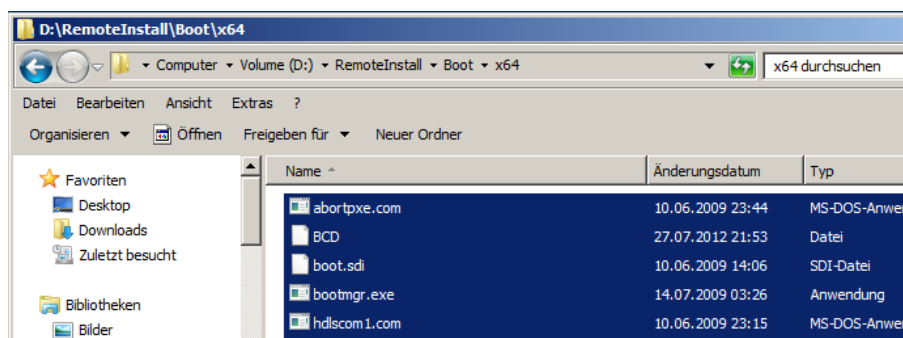 D:\RemoteInstall\Boot\x64
Computer Volume (D:) RemoteInstall Boot x64 x64 durchsuchen
Datei Bearbeiten Ansicht Extras ?
Organisieren Öffnen Freigeben für Neuer Ordner
Favoriten
Desktop
Downloads
Zuletzt besucht
Bibliotheken
Bilder
Name Änderungsdatum Typ
abortpxe.com 10.06.2009 23:44 MS-DOS-Anwe
BCD 27.07.2012 21:53 Datei
boot.sdi 10.06.2009 14:06 SDI-Datei
bootmgr.exe 14.07.2009 03:26 Anwendung
hdlscom1.com 10.06.2009 23:15 MS-DOS-Anwe